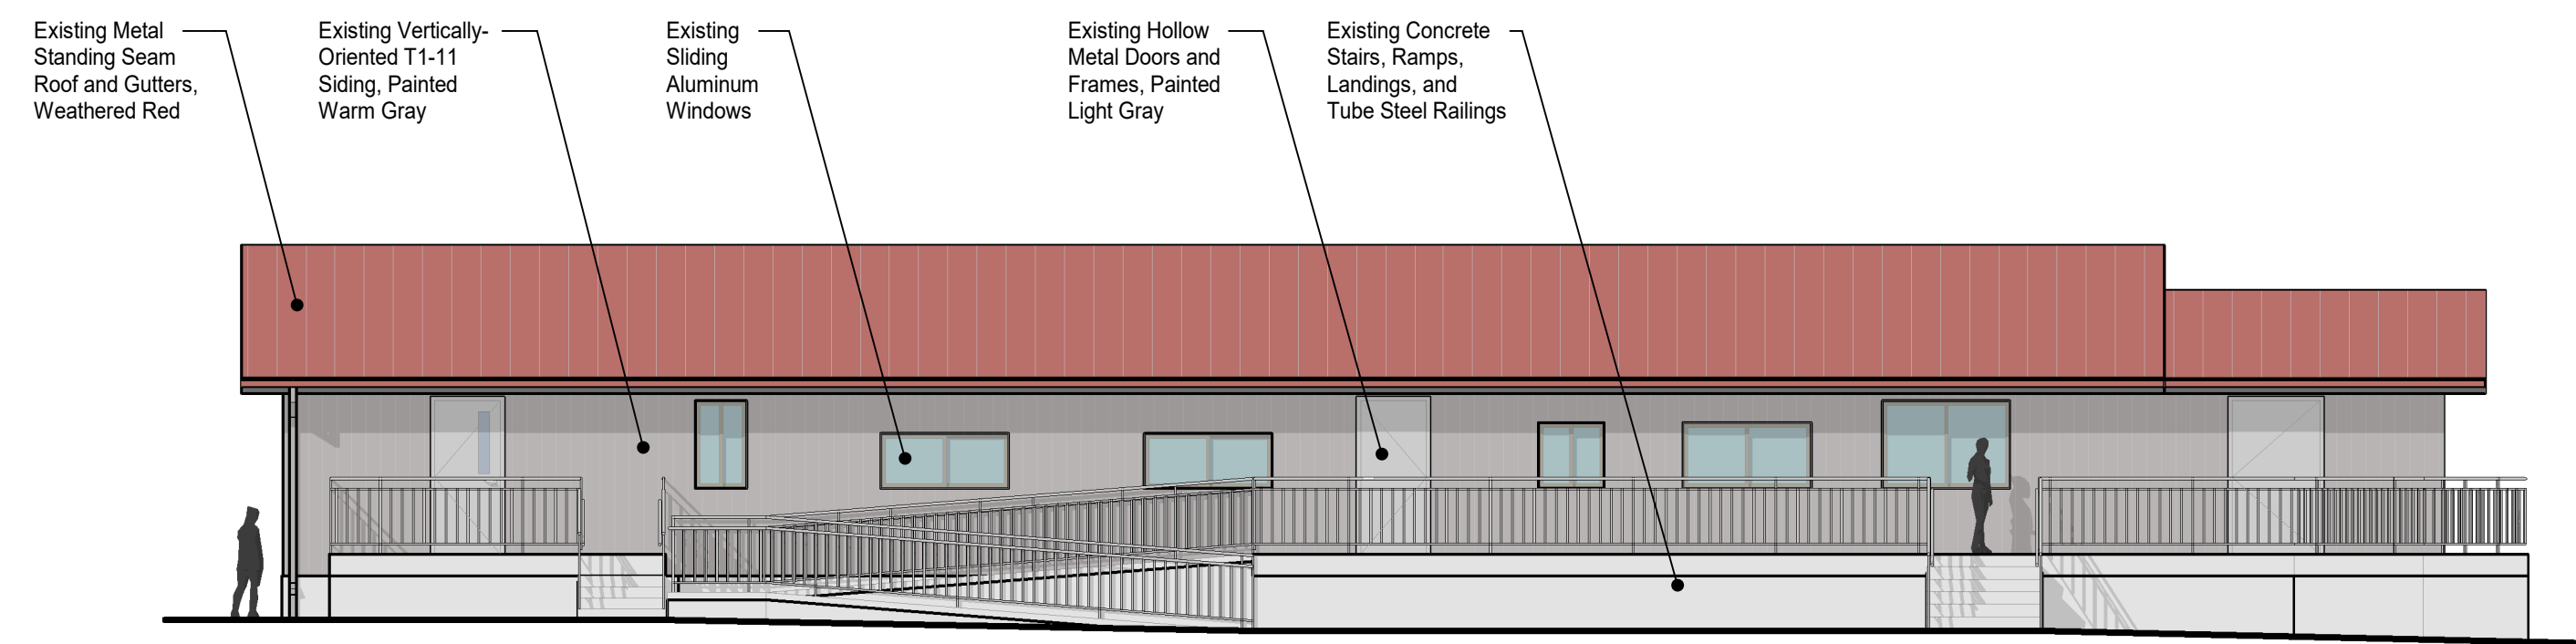 Existing Metal
Standing Seam
Roof and Gutters,
Weathered Red
Existing Vertically-
Oriented T1-11
Siding, Painted
Warm Gray
Existing
Sliding
Aluminum
Windows
Existing Hollow
Metal Doors and
Frames, Painted
Light Gray
Existing Concrete
Stairs, Ramps,
Landings, and
Tube Steel Railings